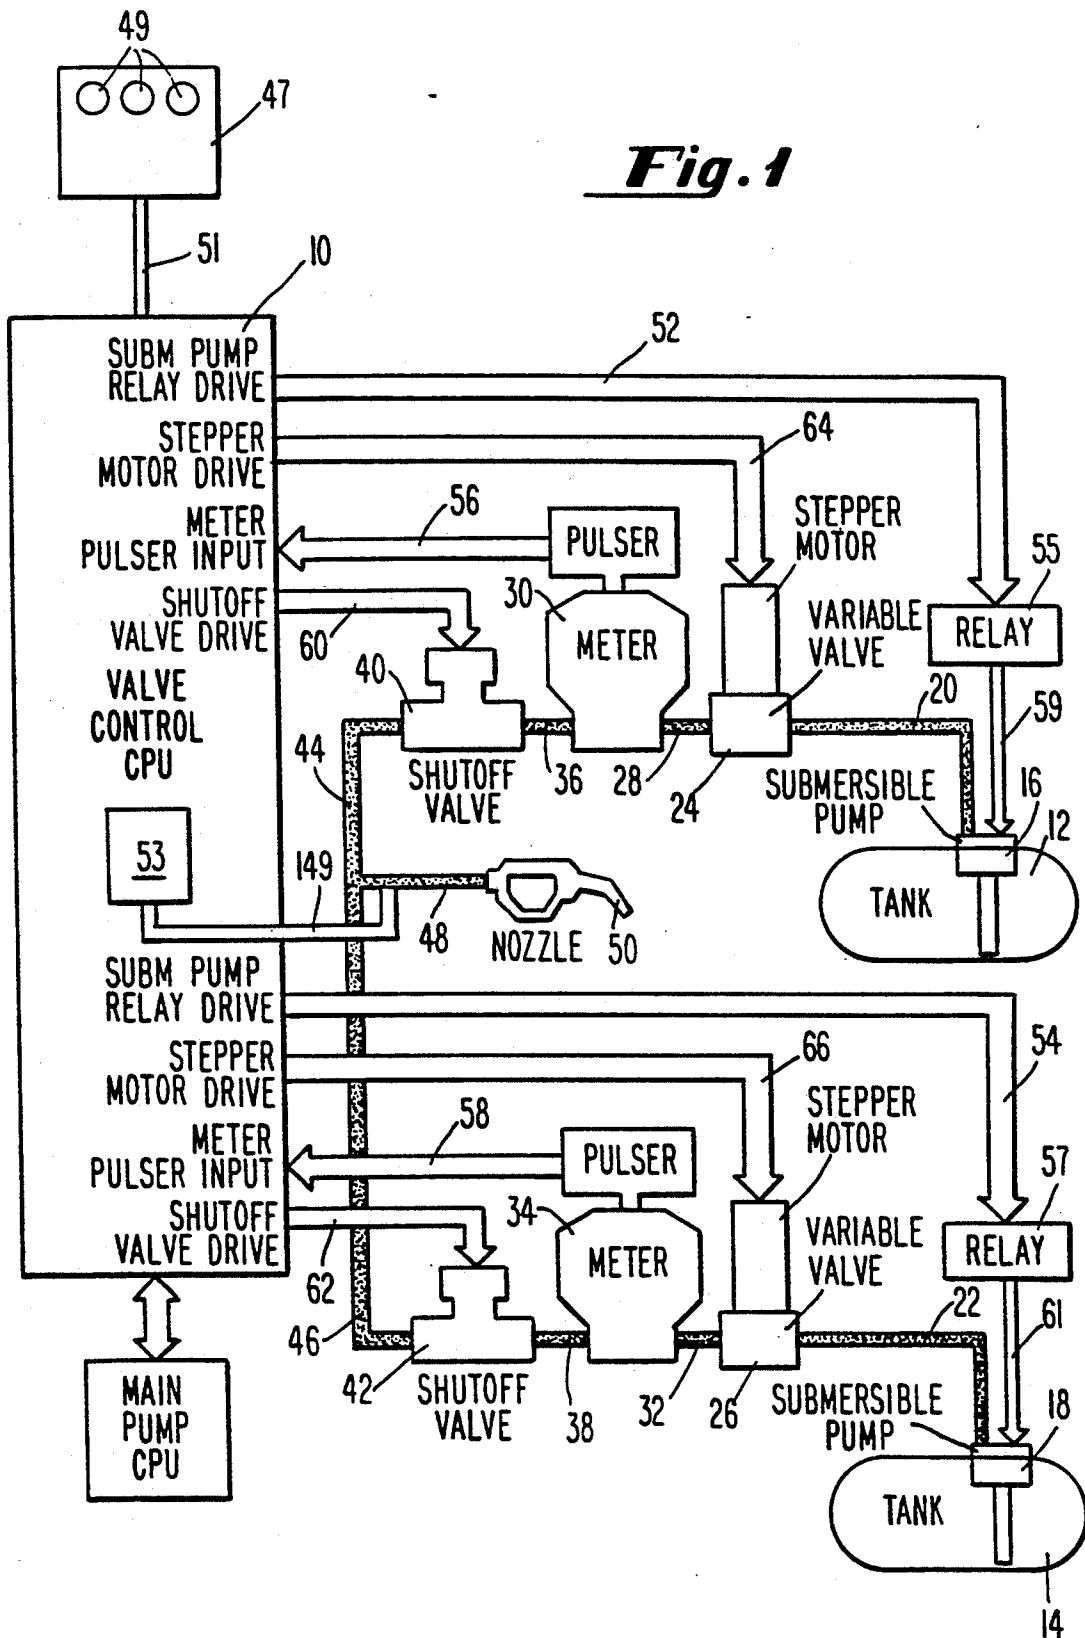 49
47
Fig. 1
51
10
SUBM PUMP
RELAY DRIVE
52
STEPPER
MOTOR DRIVE
64
METER
PULSER INPUT
56
PULSER
STEPPER
MOTOR
55
SHUTOFF
VALVE DRIVE
60
30
METER
VARIABLE
VALVE
RELAY
VALVE
CONTROL
CPU
40
20
59
44
SHUTOFF
VALVE
36
28
24
SUBMERSIBLE
PUMP
16
12
TANK
53
149
48
NOZZLE
50
SUBM PUMP
RELAY DRIVE
STEPPER
MOTOR DRIVE
66
54
STEPPER
MOTOR
METER
PULSER INPUT
58
PULSER
57
SHUTOFF
VALVE DRIVE
62
34
METER
VARIABLE
VALVE
RELAY
22
61
46
42
SHUTOFF
VALVE
38
32
26
SUBMERSIBLE
PUMP
18
MAIN
PUMP
CPU
TANK
14